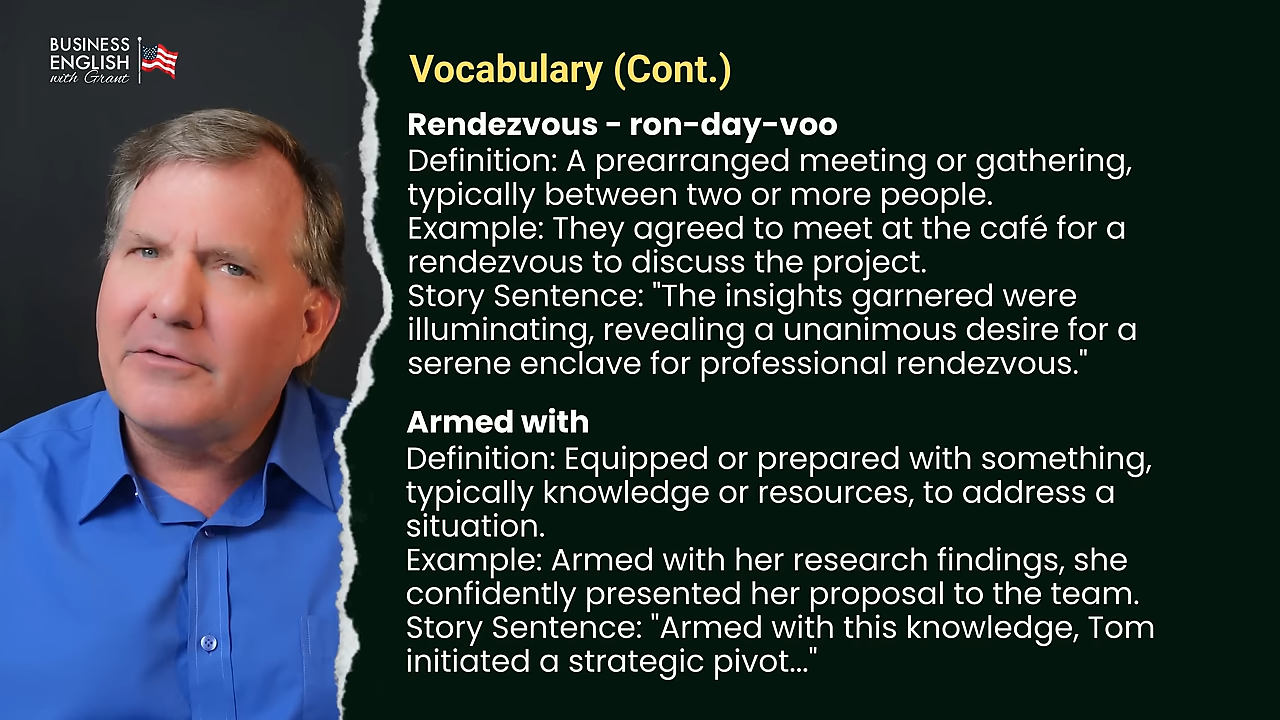 BUSINESS
ENGLISH
with Grant
Vocabulary (Cont.)
Rendezvous - ron-day-voo
Definition: A prearranged meeting or gathering,
typically between two or more people.
Example: They agreed to meet at the café for a
rendezvous to discuss the project.
Story Sentence: "The insights garnered were
illuminating, revealing a unanimous desire for a
serene enclave for professional rendezvous."
Armed with
Definition: Equipped or prepared with something,
typically knowledge or resources, to address a
situation.
Example: Armed with her research findings, she
confidently presented her proposal to the team.
Story Sentence: "Armed with this knowledge, Tom
initiated a strategic pivot..."